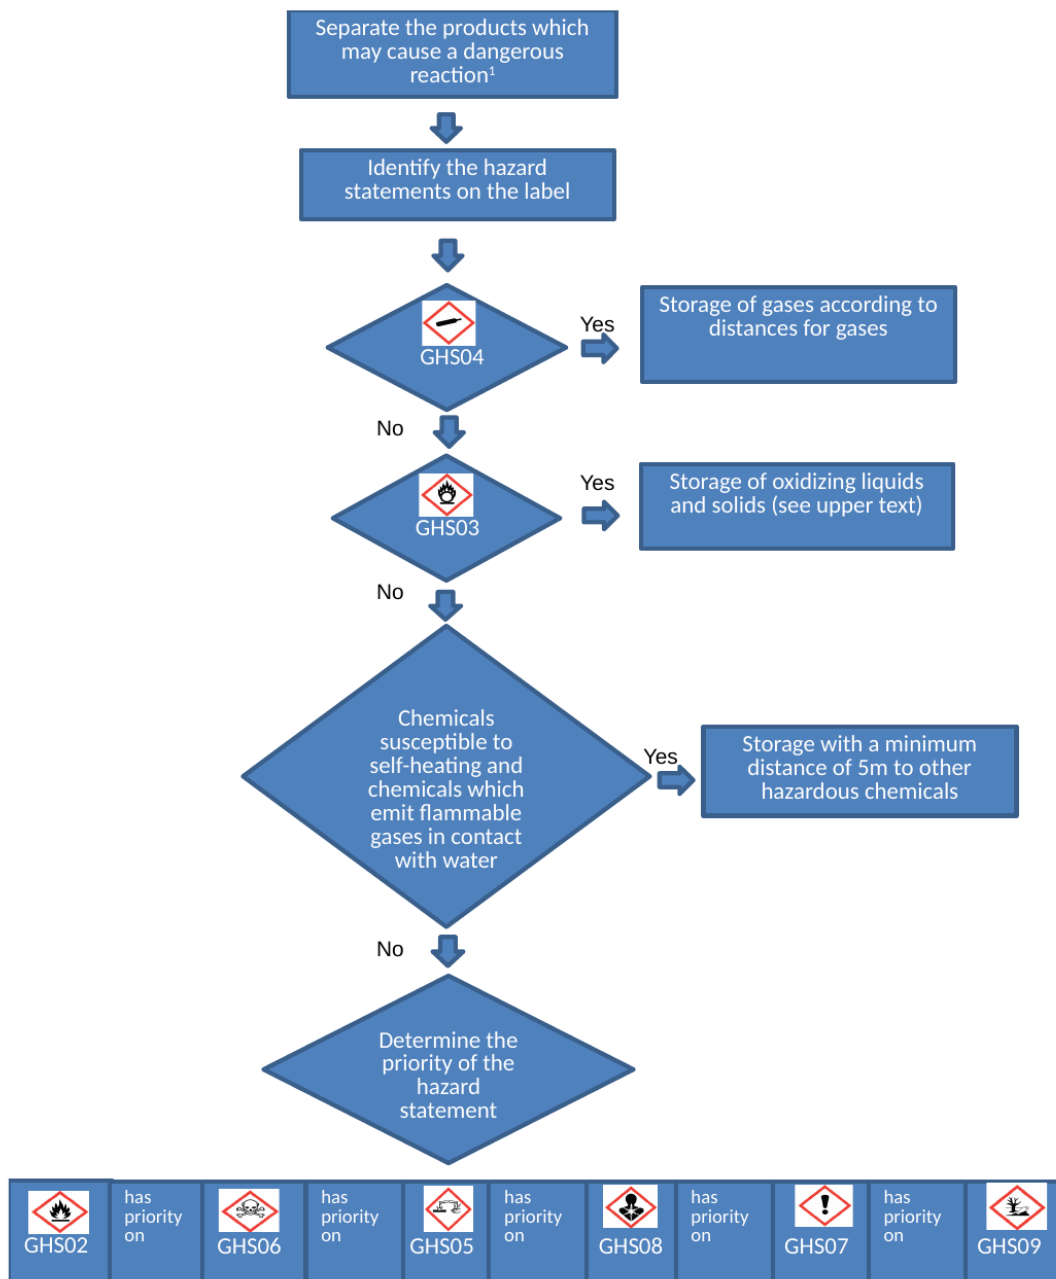 Separate the products which
may cause a dangerous
reaction¹
Identify the hazard
statements on the label
GHS04
Yes
Storage of gases according to
distances for gases
No
GHS03
Yes
Storage of oxidizing liquids
and solids (see upper text)
No
Chemicals
susceptible to
self-heating and
chemicals which
emit flammable
gases in contact
with water
Yes
Storage with a minimum
distance of 5m to other
hazardous chemicals
No
Determine the
priority of the
hazard
statement
GHS02
has
priority
on
GHS06
has
priority
on
GHS05
has
priority
on
GHS08
has
priority
on
GHS07
has
priority
on
GHS09